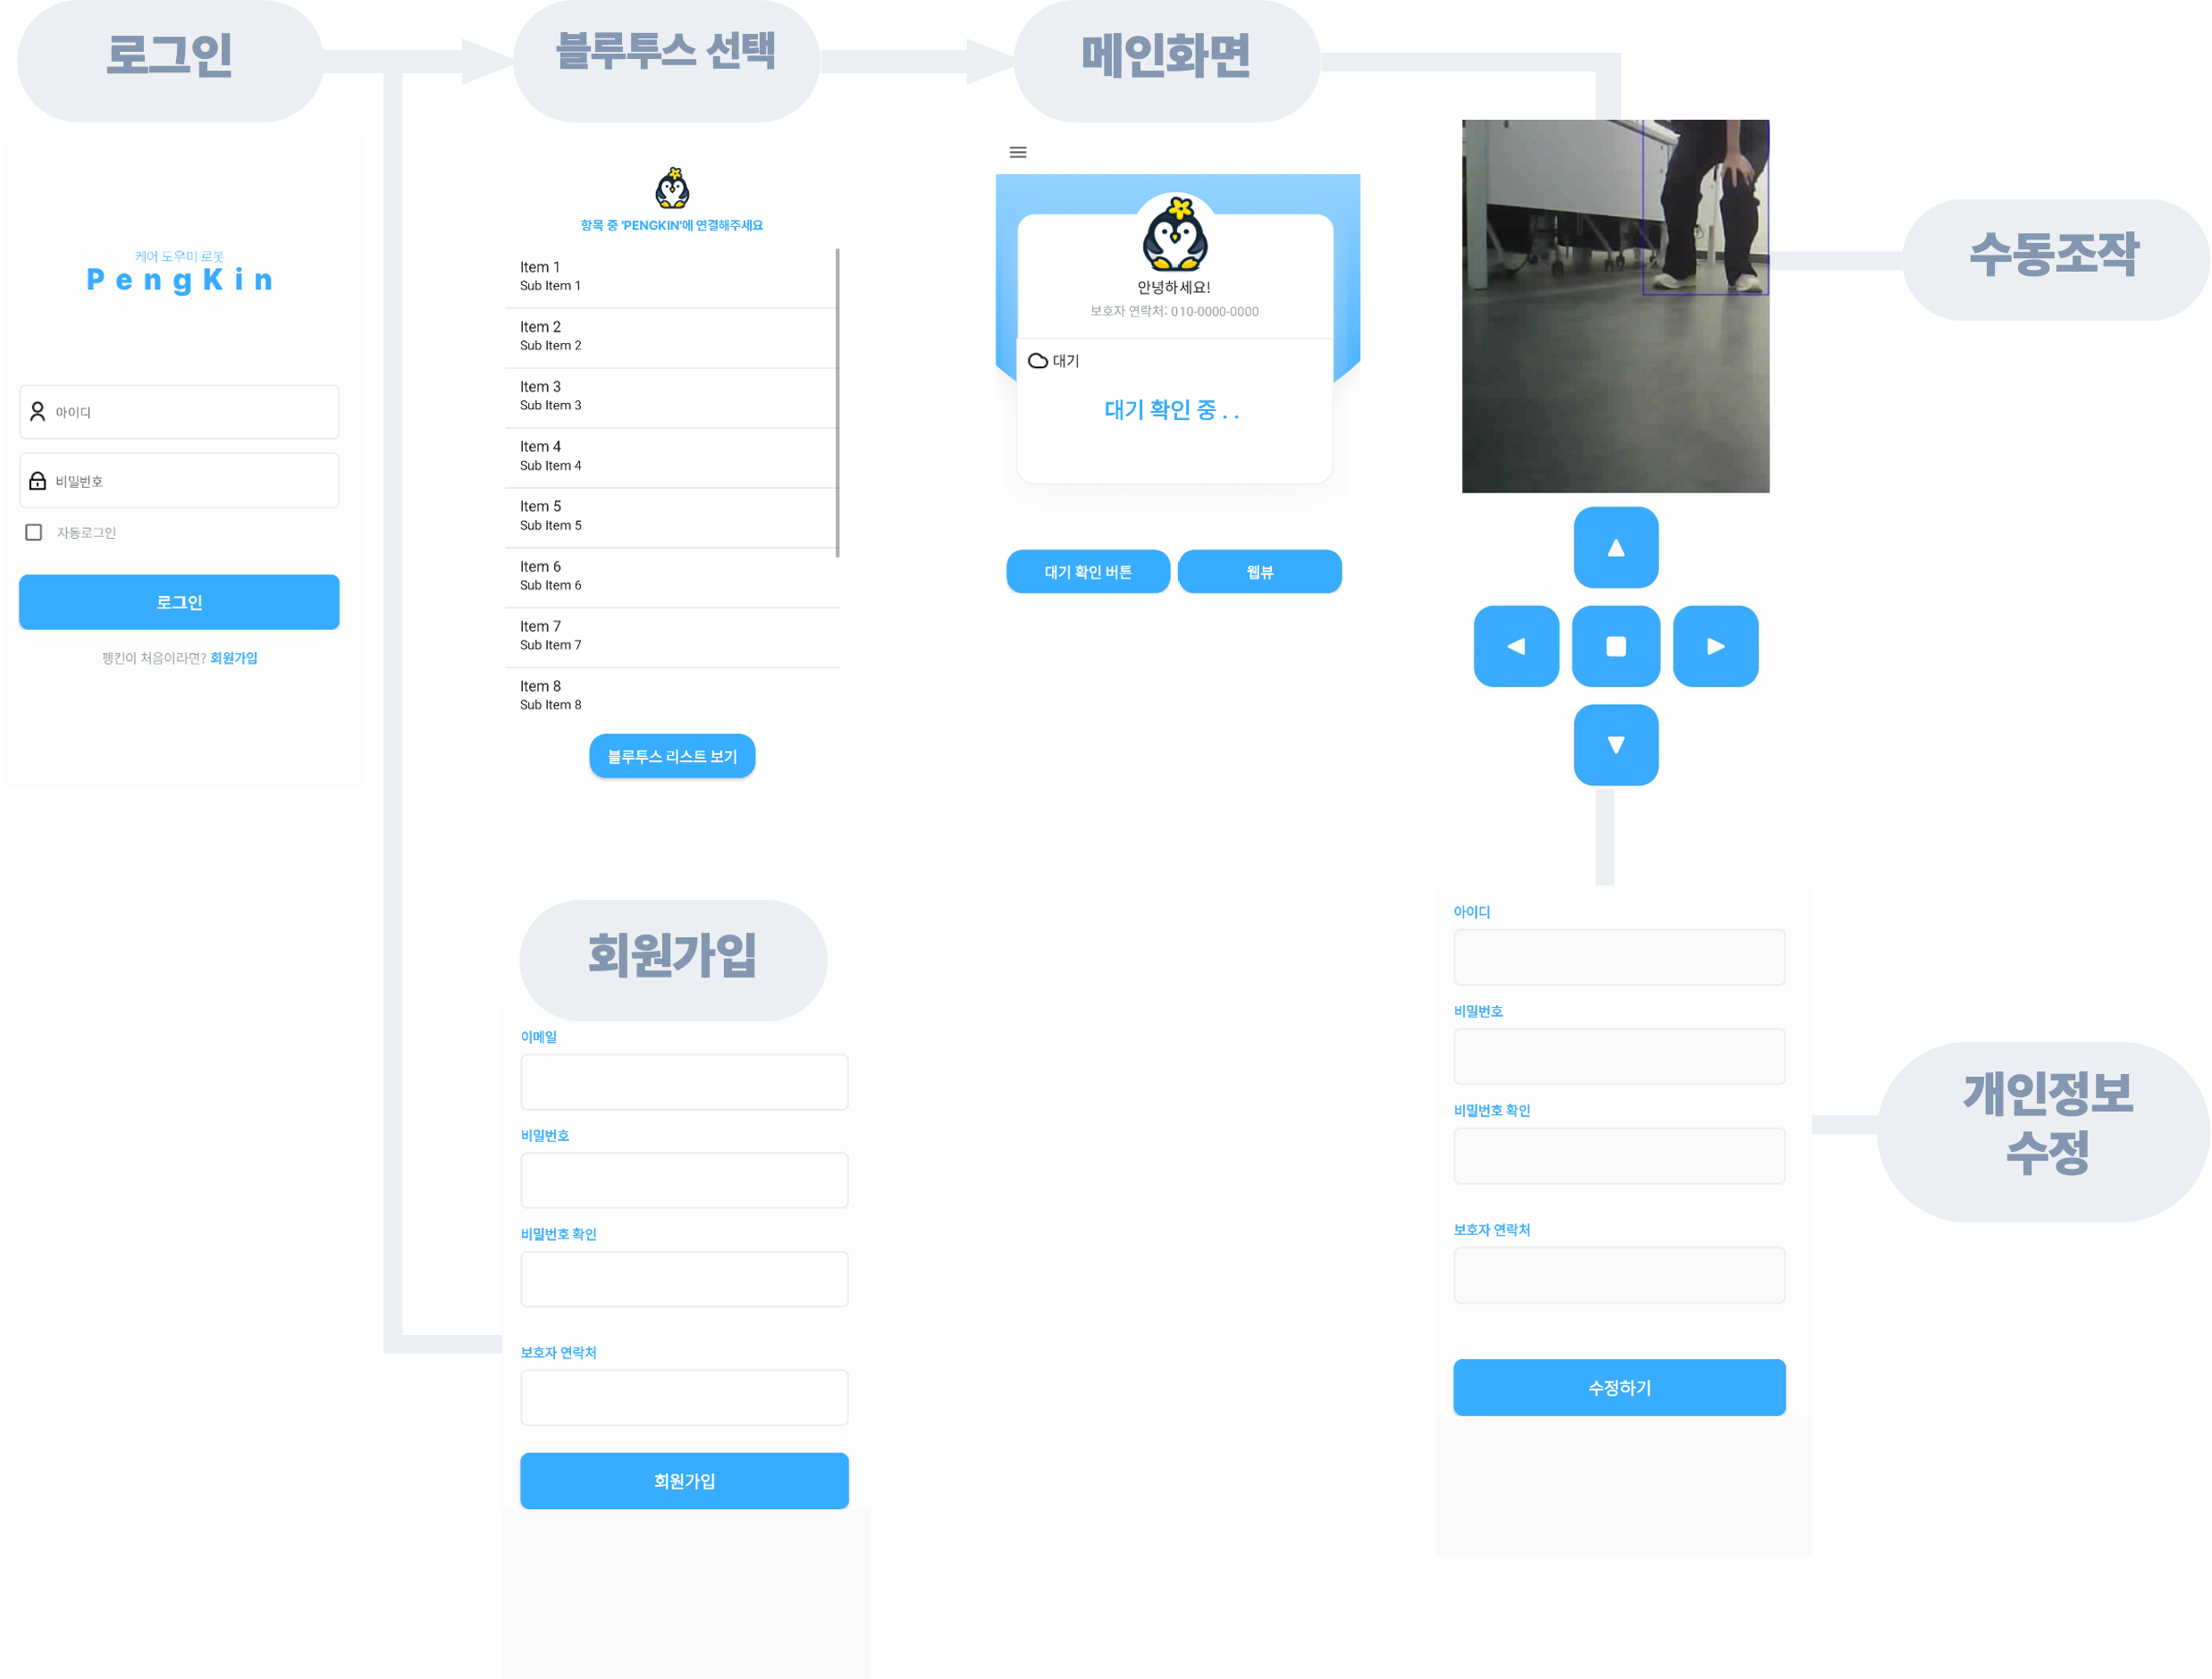 로그인
블루투스 선택
메인화면
케어 도우미 로봇
PengKin
아이디
비밀번호
자동로그인
로그인
펭킨이 처음이라면? 회원가입
항목 중 'PENGKIN'에 연결해주세요
Item 1
Sub Item 1
Item 2
Sub Item 2
Item 3
Sub Item 3
Item 4
Sub Item 4
Item 5
Sub Item 5
Item 6
Sub Item 6
Item 7
Sub Item 7
Item 8
Sub Item 8
블루투스 리스트 보기
안녕하세요!
보호자 연락처: 010-0000-0000
대기
대기 확인 중 . .
대기 확인 버튼
웹뷰
수동조작
회원가입
이메일
비밀번호
비밀번호 확인
보호자 연락처
회원가입
아이디
비밀번호
비밀번호 확인
보호자 연락처
수정하기
개인정보
수정